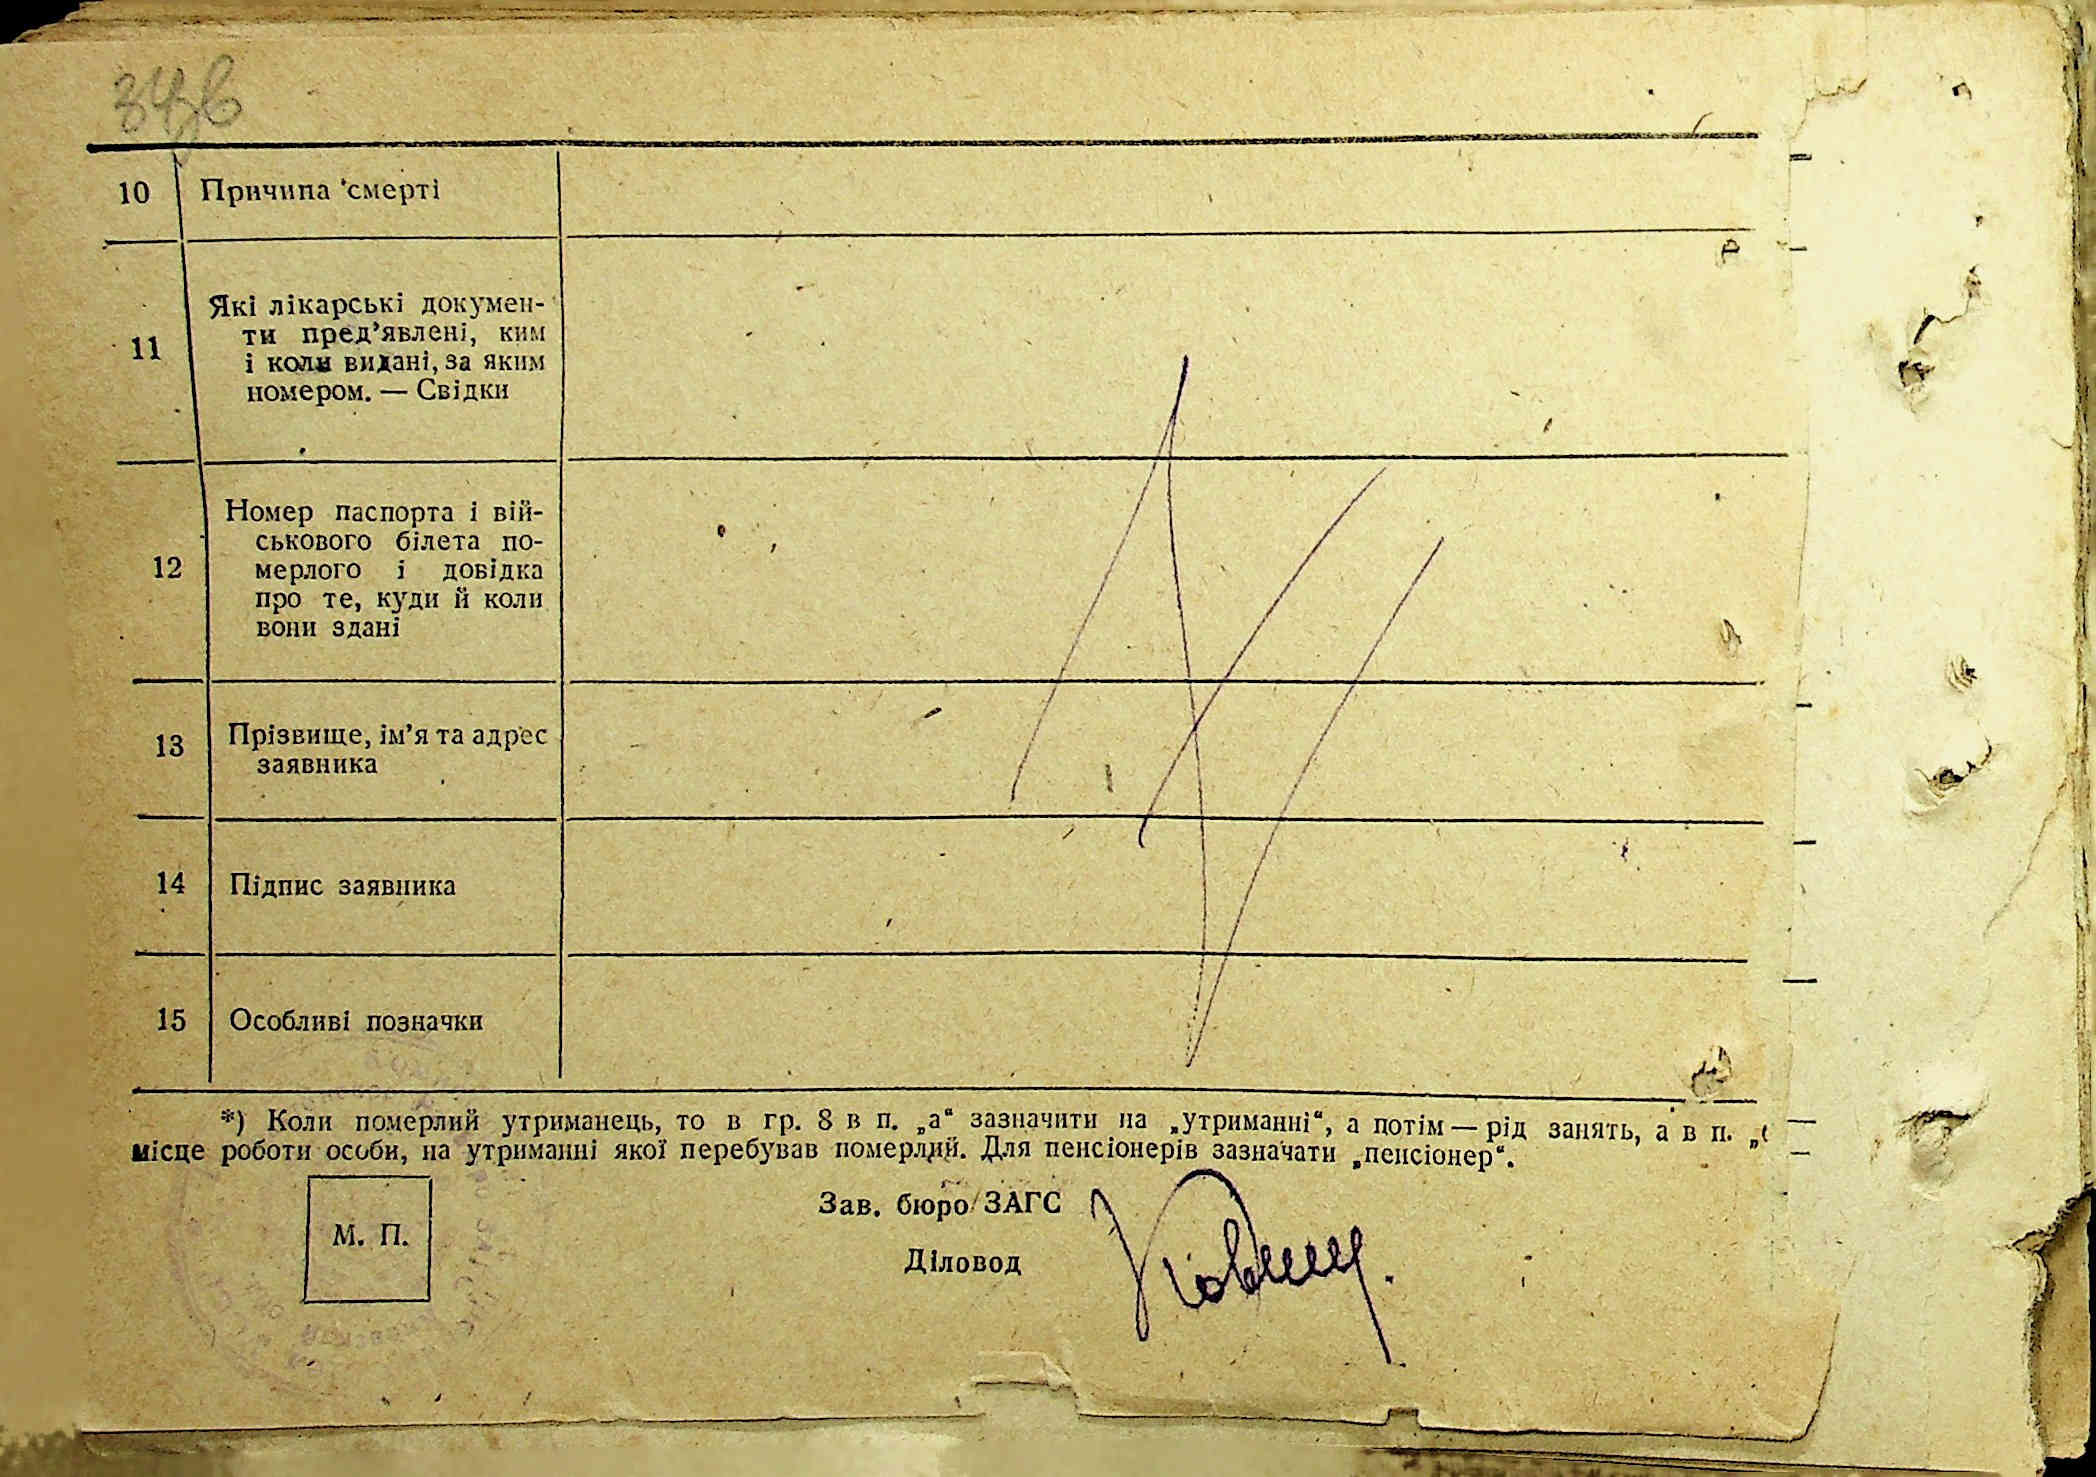 10 Причина смерті
11 Які лікарські докумен-
ти пред’явлені, ким
і коли видані, за яким
номером. — Свідки
12 Номер паспорта і вій-
ськового білета по-
мерлого і довідка
про те, куди й коли
вони здані
13 Прізвище, ім’я та адрес
заявника
14 Підпис заявника
15 Особливі позначки
*) Коли померлий утриманець, то в гр. 8 в п. „а“ зазначити на „утриманні“, а потім — рід занять, а в п.
місце роботи особи, на утриманні якої перебував померлий. Для пенсіонерів зазначати „пенсіонер“.
М. П.
Зав. бюро ЗАГС
Діловод